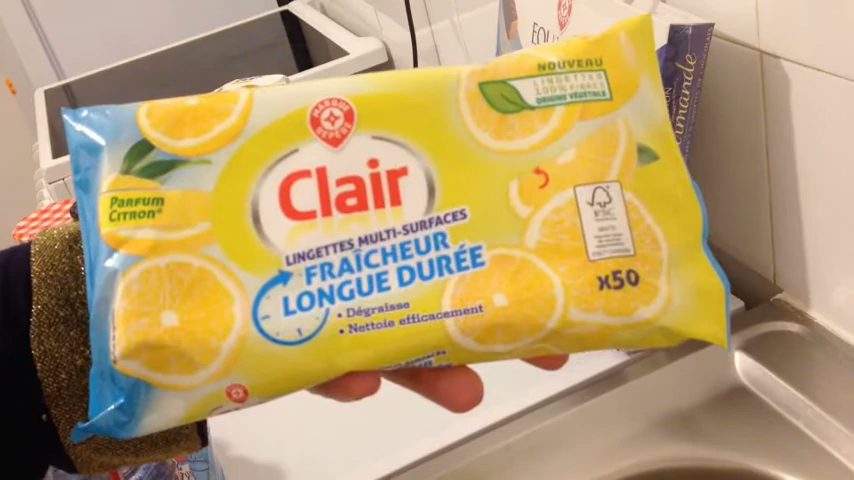 NOUVEAU
LINGETTES
100% FIBRES
ORIGINE VÉGÉTALE
MARQUE
REPÈRE
Clair
PARFUM
CITRON*
LINGETTES MULTI-SURFACES
FRAÎCHEUR
LONGUE DURÉE
• Dégraisse
• Nettoie efficacement
FSC
X50